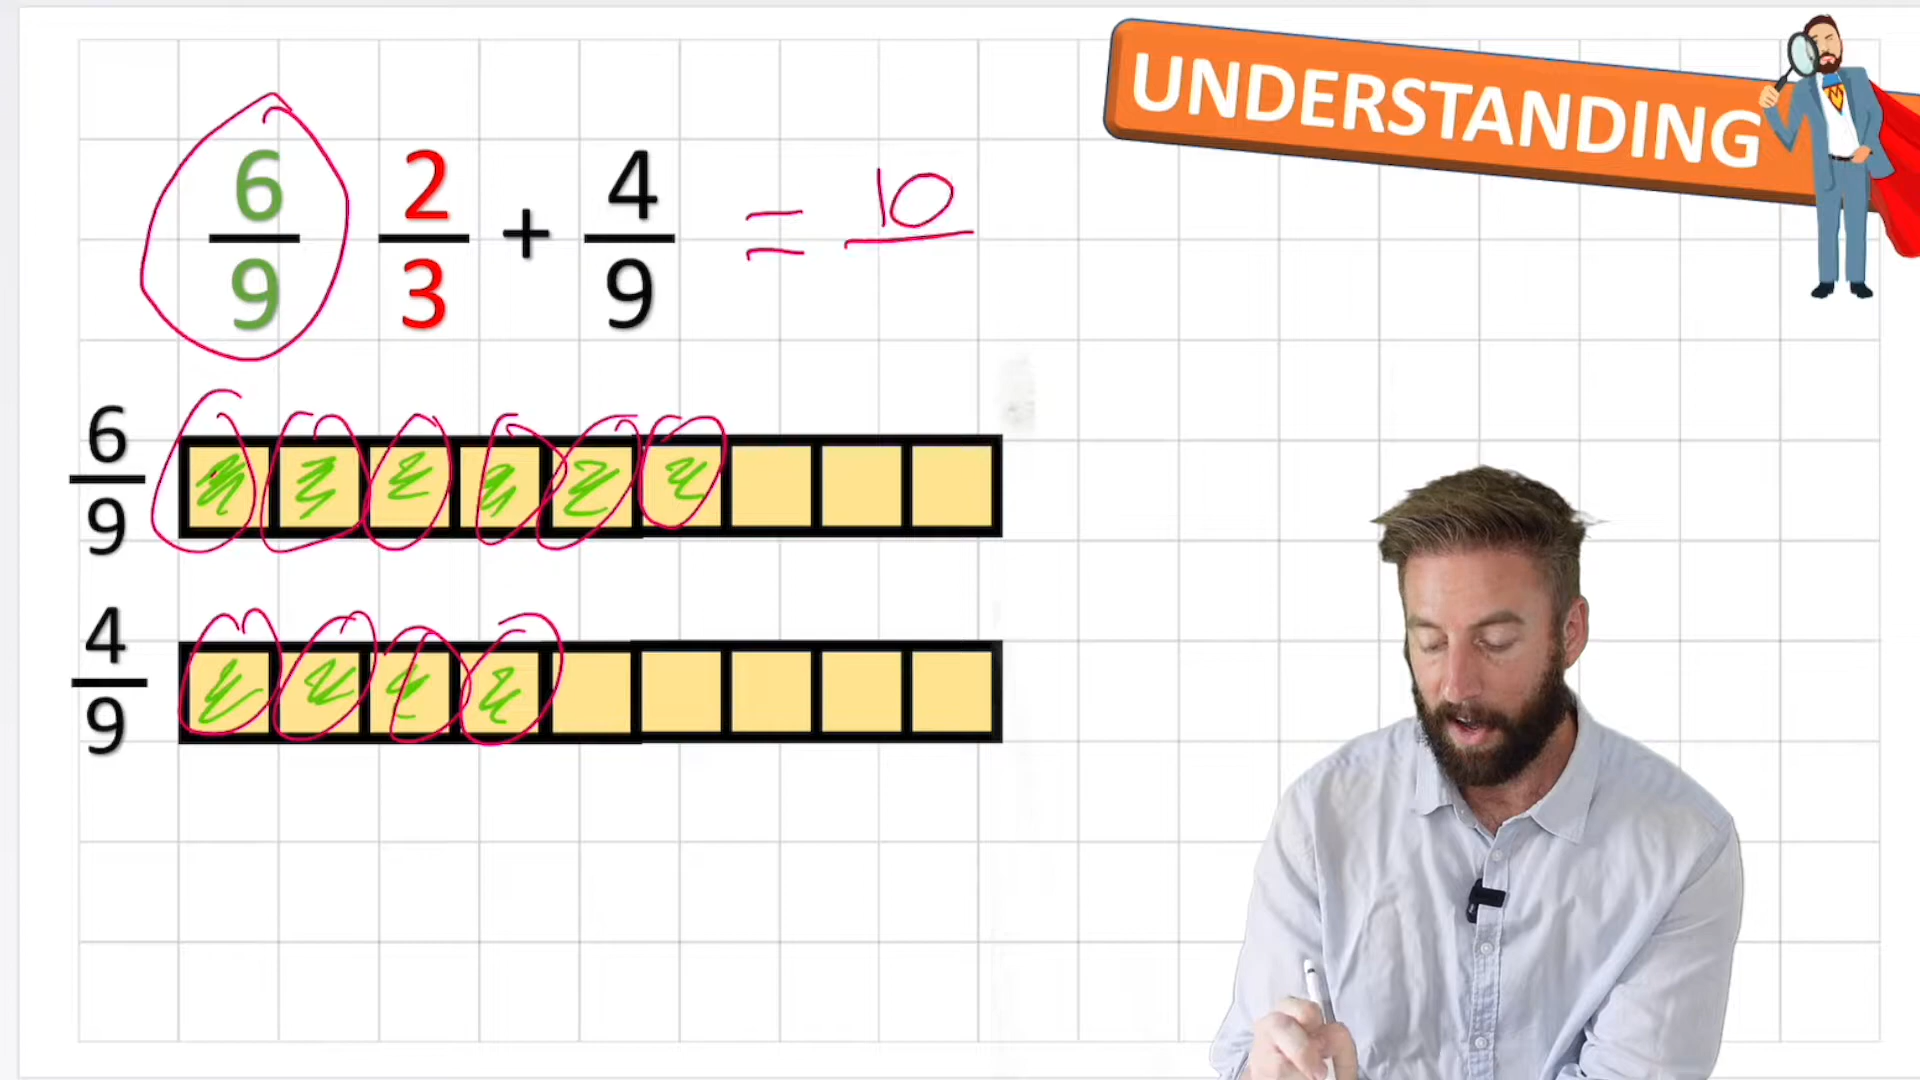 UNDERSTANDING
6/9 2/3 + 4/9 = 10
6/9
4/9